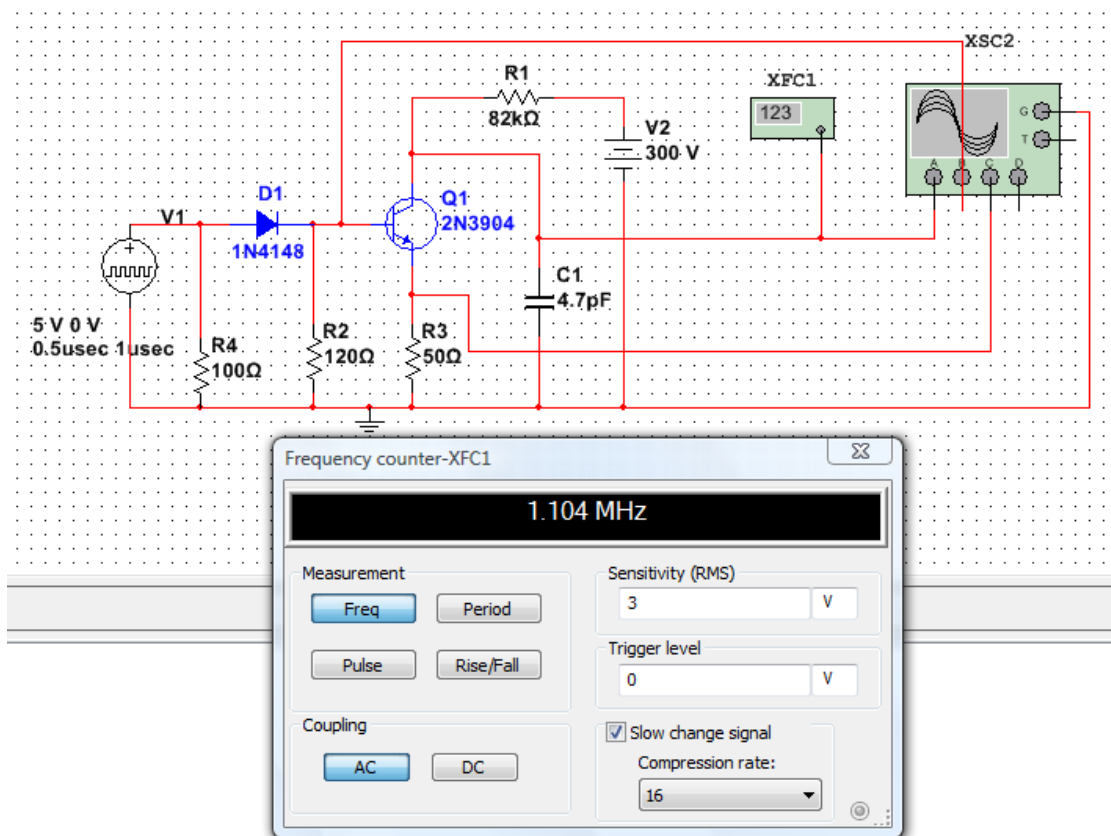 XSC2
R1
82kΩ
XFC1
123
V2
300 V
G
T
A B C D
D1
1N4148
Q1
2N3904
V1
C1
4.7pF
5 V 0 V
0.5usec 1usec
R4
100Ω
R2
120Ω
R3
50Ω
Frequency counter-XFC1
1.104 MHz
Measurement
Freq
Period
Pulse
Rise/Fall
Coupling
AC
DC
Sensitivity (RMS)
3 V
Trigger level
0 V
Slow change signal
Compression rate:
16